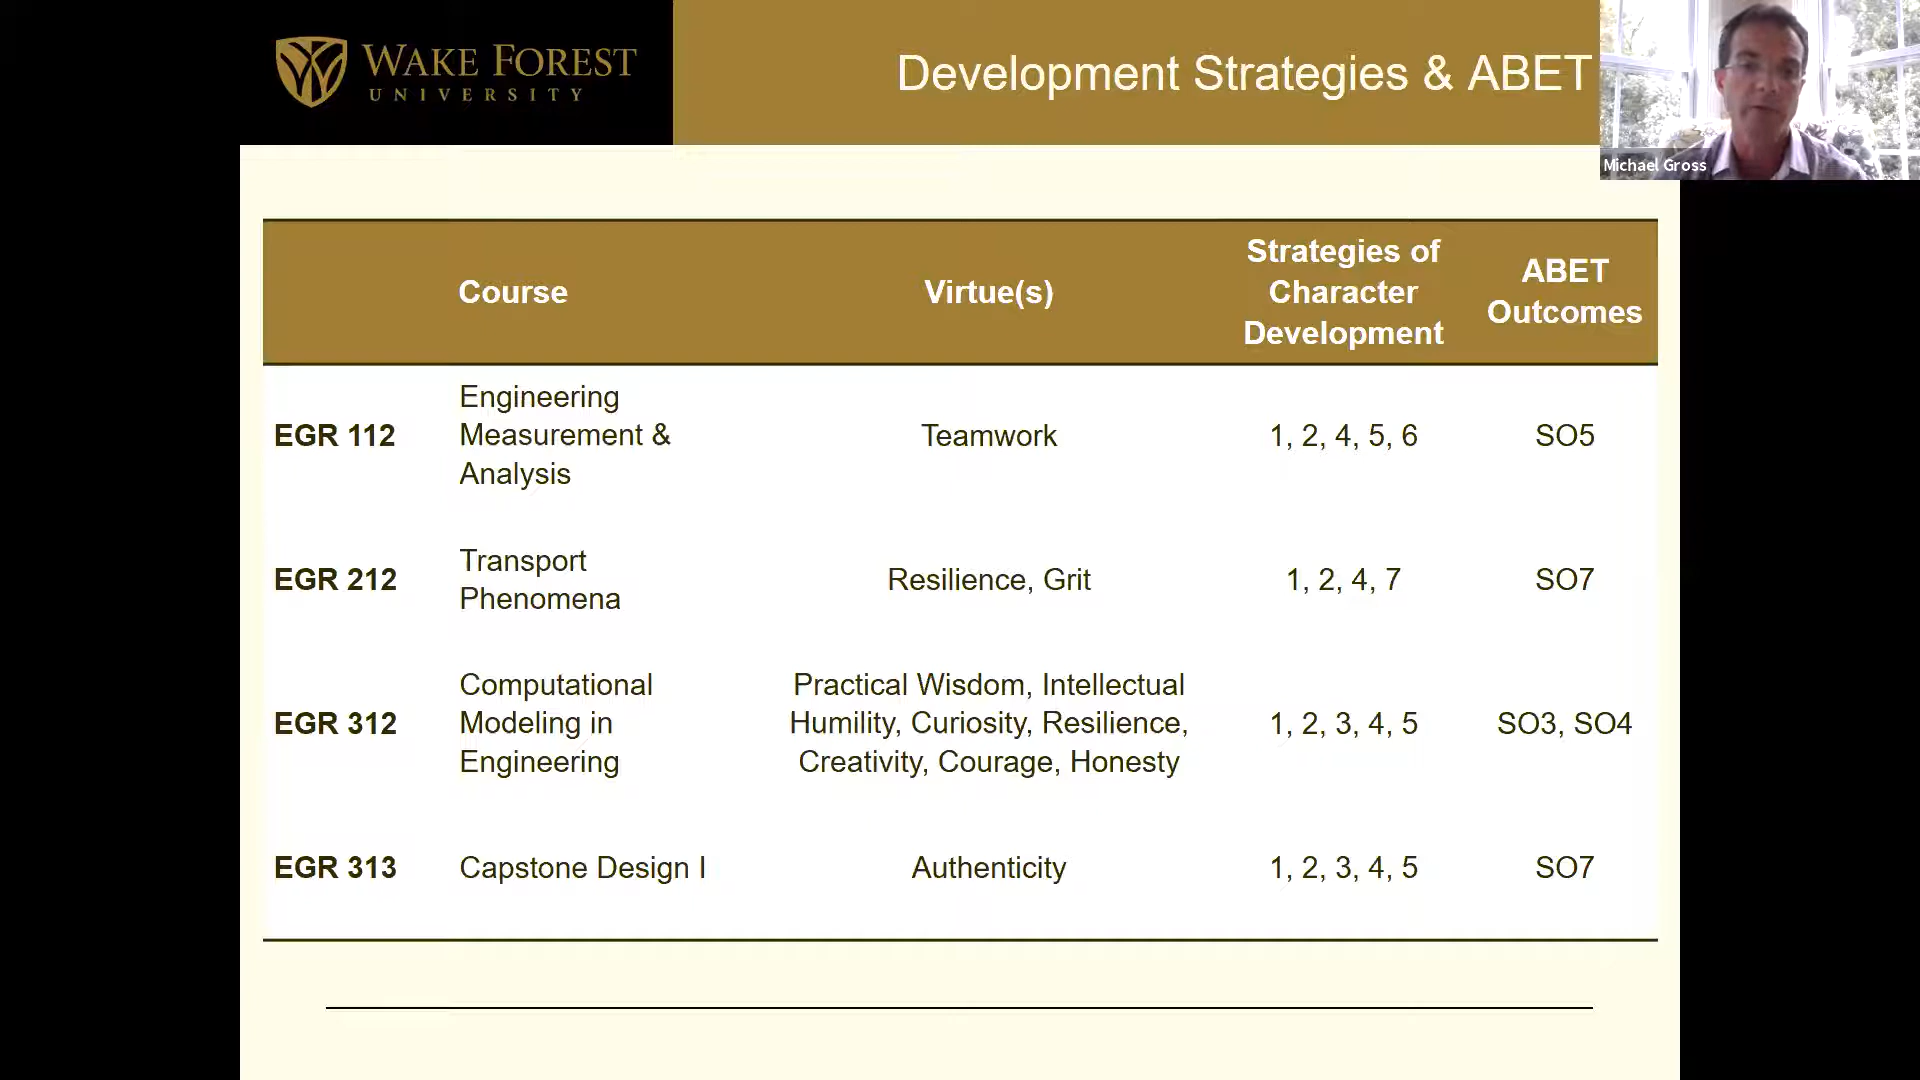 WAKE FOREST
UNIVERSITY
Development Strategies & ABET
Michael Gross
Course
Virtue(s)
Strategies of
Character
Development
ABET
Outcomes
EGR 112
Engineering
Measurement &
Analysis
Teamwork
1, 2, 4, 5, 6
SO5
EGR 212
Transport
Phenomena
Resilience, Grit
1, 2, 4, 7
SO7
EGR 312
Computational
Modeling in
Engineering
Practical Wisdom, Intellectual
Humility, Curiosity, Resilience,
Creativity, Courage, Honesty
1, 2, 3, 4, 5
SO3, SO4
EGR 313
Capstone Design I
Authenticity
1, 2, 3, 4, 5
SO7